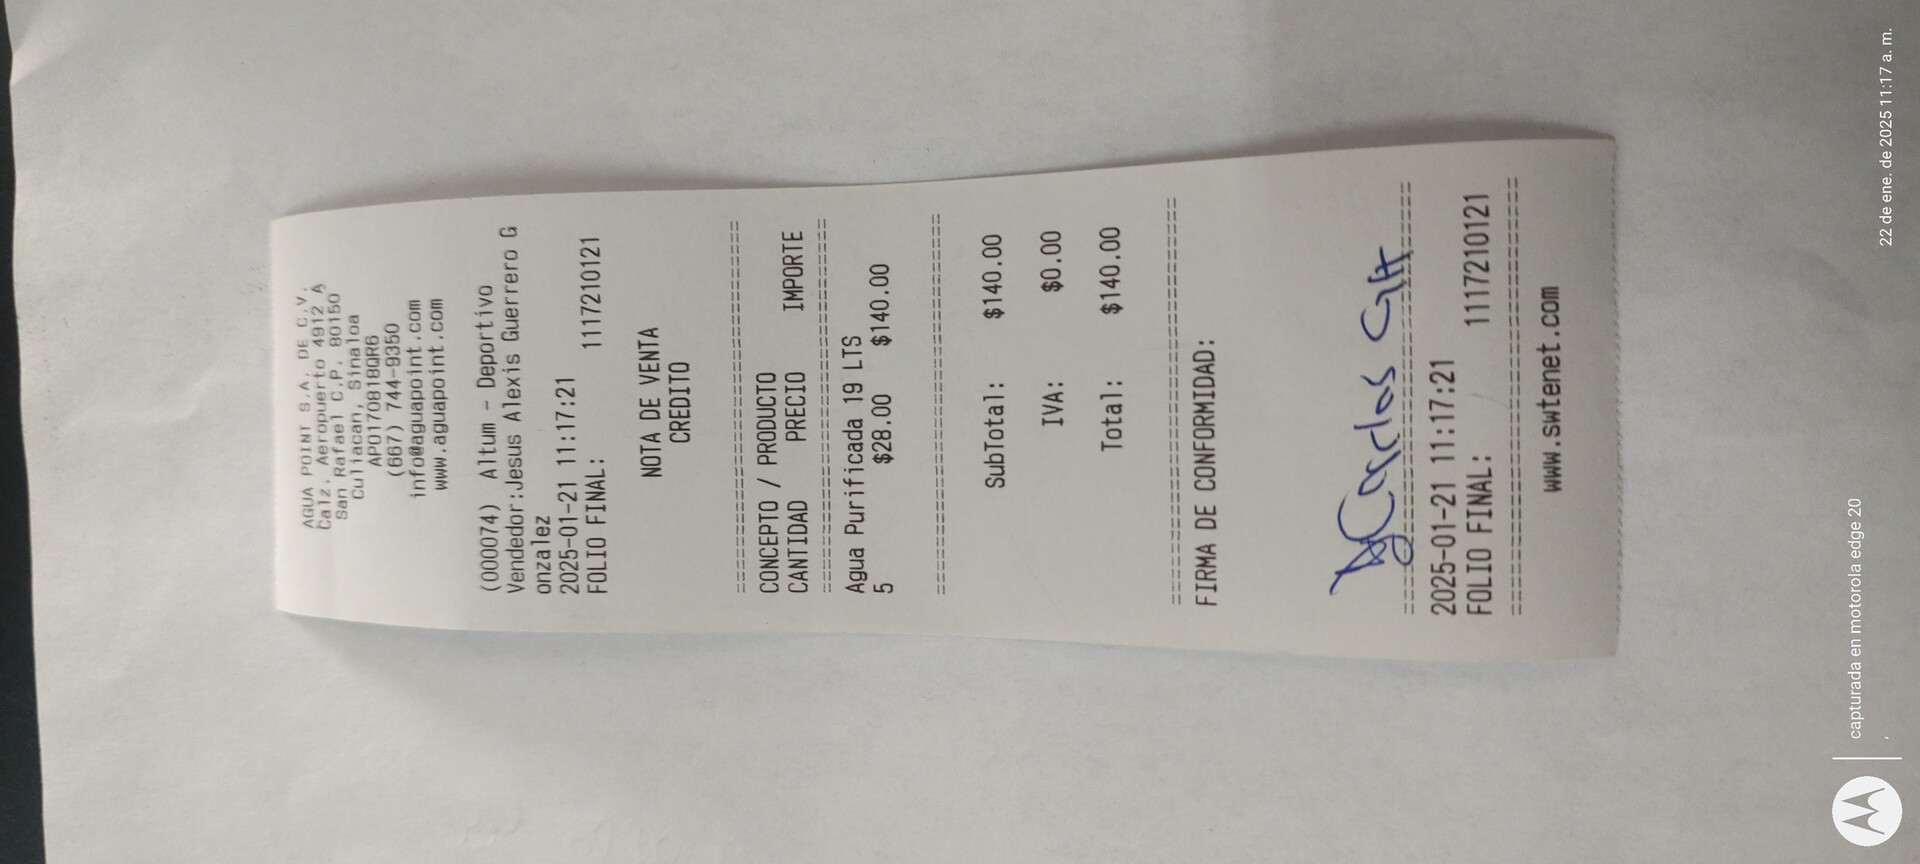 AGUA POINT S.A. DE C.V.
Calz. Aeropuerto 4912 A
San Rafael C.P. 80150
Culiacan, Sinaloa
APO170818QR6
(667) 744-9350
info@aguapoint.com
www.aguapoint.com
(000074) Altum - Deportivo
Vendedor:Jesus Alexis Guerrero G
onzalez
2025-01-21 11:17:21
FOLIO FINAL: 1117210121
NOTA DE VENTA
CREDITO
================================
CONCEPTO / PRODUCTO
CANTIDAD PRECIO IMPORTE
================================
Agua Purificada 19 LTS
5 $28.00 $140.00
================================
SubTotal: $140.00
IVA: $0.00
Total: $140.00
================================
FIRMA DE CONFORMIDAD:
Carlos
================================
2025-01-21 11:17:21
FOLIO FINAL: 1117210121
================================
www.swtenet.com
capturada en motorola edge 20
22 de ene. de 2025 11:17 a. m.